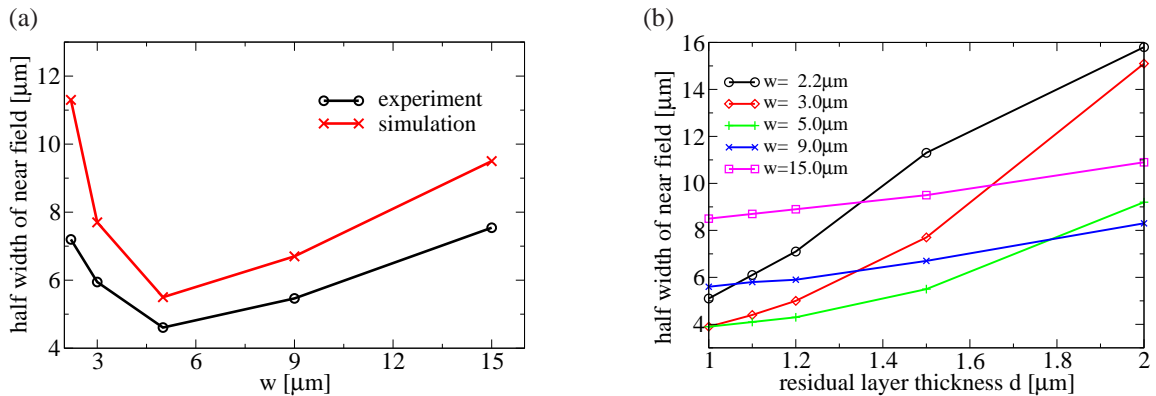 (a)
half width of near field [μm]
12
10
8
6
4
experiment
simulation
3
6
9
12
15
w [μm]
(b)
half width of near field [μm]
16
14
12
10
8
6
4
w= 2.2μm
w= 3.0μm
w= 5.0μm
w= 9.0μm
w=15.0μm
1
1.2
1.4
1.6
1.8
2
residual layer thickness d [μm]